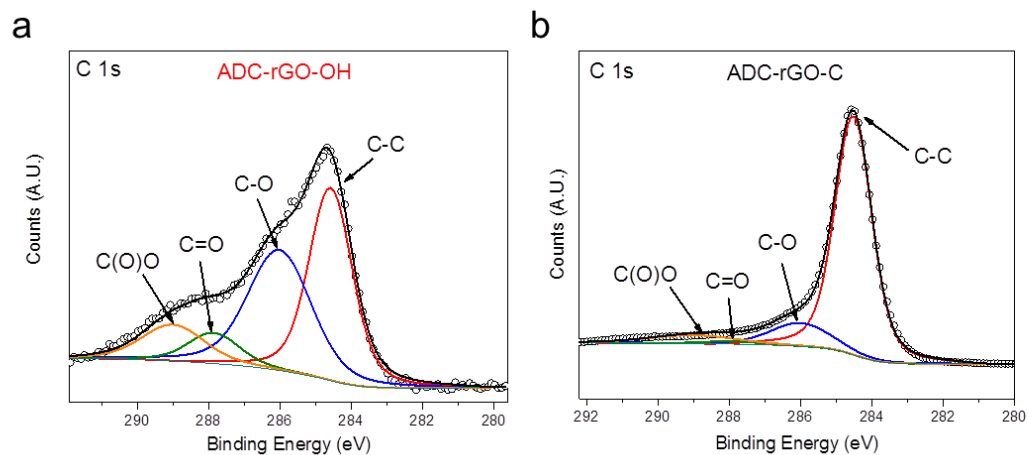 a
C 1s
ADC-rGO-OH
C-C
C-O
C=O
C(O)O
Counts (A.U.)
290 288 286 284 282 280
Binding Energy (eV)
b
C 1s
ADC-rGO-C
C-C
C-O
C=O
C(O)O
Counts (A.U.)
292 290 288 286 284 282 280
Binding Energy (eV)